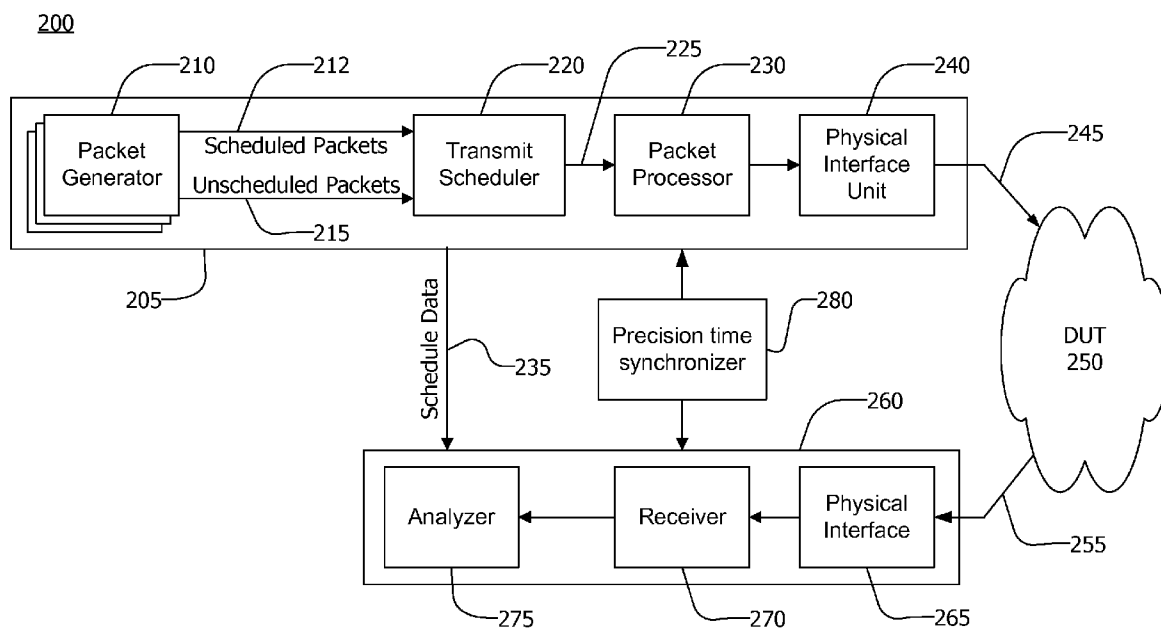 200
210
212
220
225
230
240
245
Packet
Generator
Scheduled Packets
Unscheduled Packets
Transmit
Scheduler
Packet
Processor
Physical
Interface
Unit
215
205
Schedule Data
235
Precision time
synchronizer
280
DUT
250
260
Analyzer
Receiver
Physical
Interface
255
275
270
265